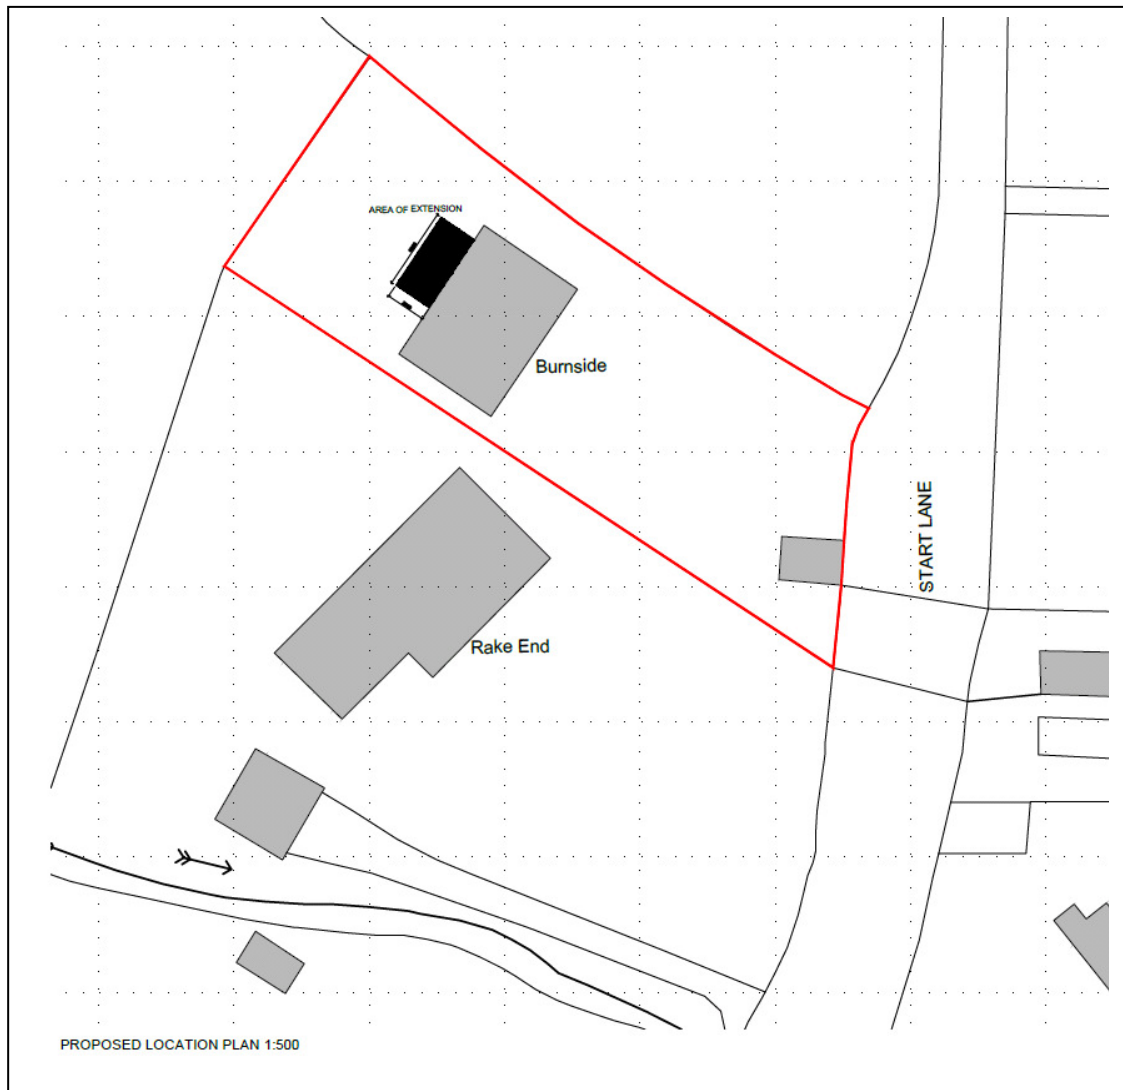 AREA OF EXTENSION
Burnside
START LANE
Rake End
PROPOSED LOCATION PLAN 1:500